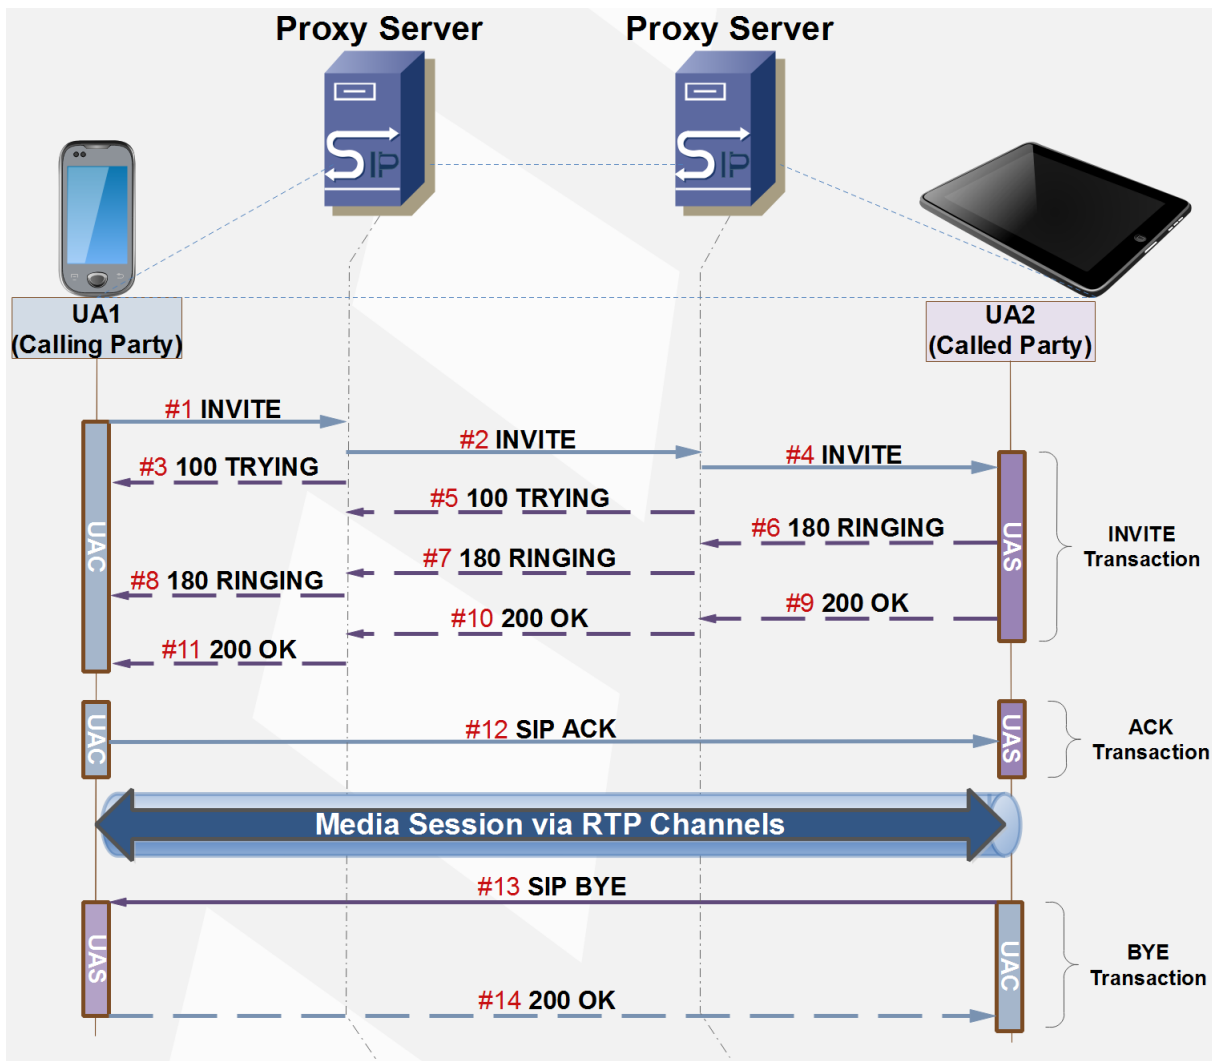 Proxy Server
Proxy Server
SIP
SIP
UA1
(Calling Party)
UA2
(Called Party)
#1 INVITE
#2 INVITE
#3 100 TRYING
#4 INVITE
#5 100 TRYING
#6 180 RINGING
#7 180 RINGING
#8 180 RINGING
#9 200 OK
#10 200 OK
#11 200 OK
UAC
UAS
INVITE
Transaction
#12 SIP ACK
UAC
UAS
ACK
Transaction
Media Session via RTP Channels
#13 SIP BYE
UAS
UAC
BYE
Transaction
#14 200 OK